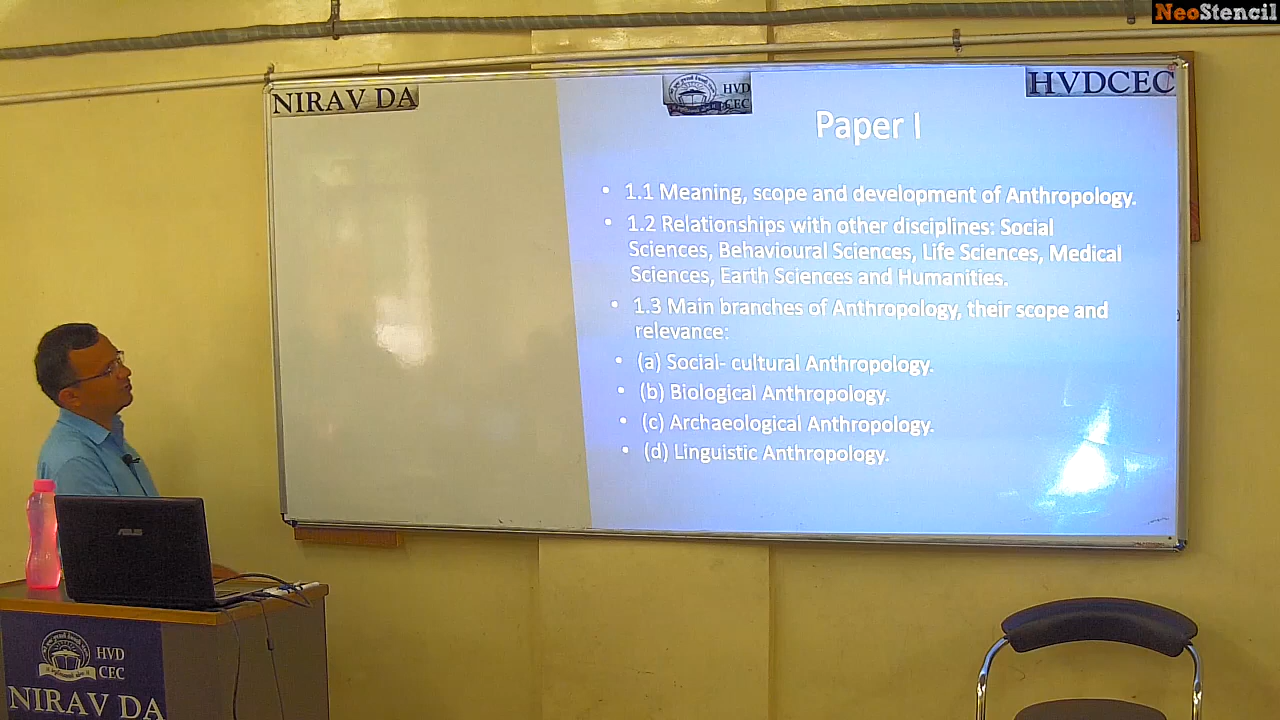 NeoStencil
NIRAV DA
HVD
CEC
HVDCEC
Paper I
• 1.1 Meaning, scope and development of Anthropology.
• 1.2 Relationships with other disciplines: Social
Sciences, Behavioural Sciences, Life Sciences, Medical
Sciences, Earth Sciences and Humanities.
• 1.3 Main branches of Anthropology, their scope and
relevance:
• (a) Social- cultural Anthropology.
• (b) Biological Anthropology.
• (c) Archaeological Anthropology.
• (d) Linguistic Anthropology.
ASUS
HVD
CEC
NIRAV DA